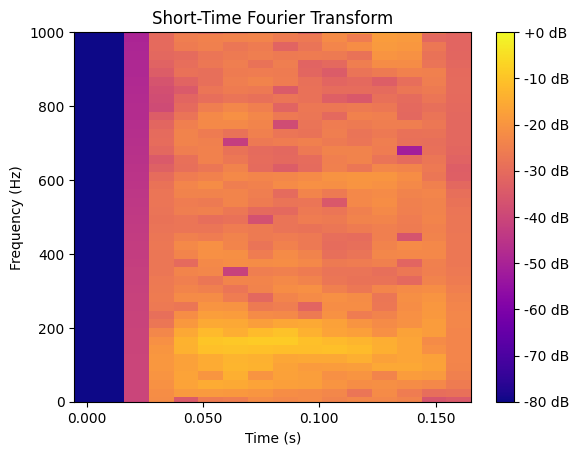 Short-Time Fourier Transform
1000
800
600
400
200
0
Frequency (Hz)
0.000
0.050
0.100
0.150
Time (s)
+0 dB
-10 dB
-20 dB
-30 dB
-40 dB
-50 dB
-60 dB
-70 dB
-80 dB